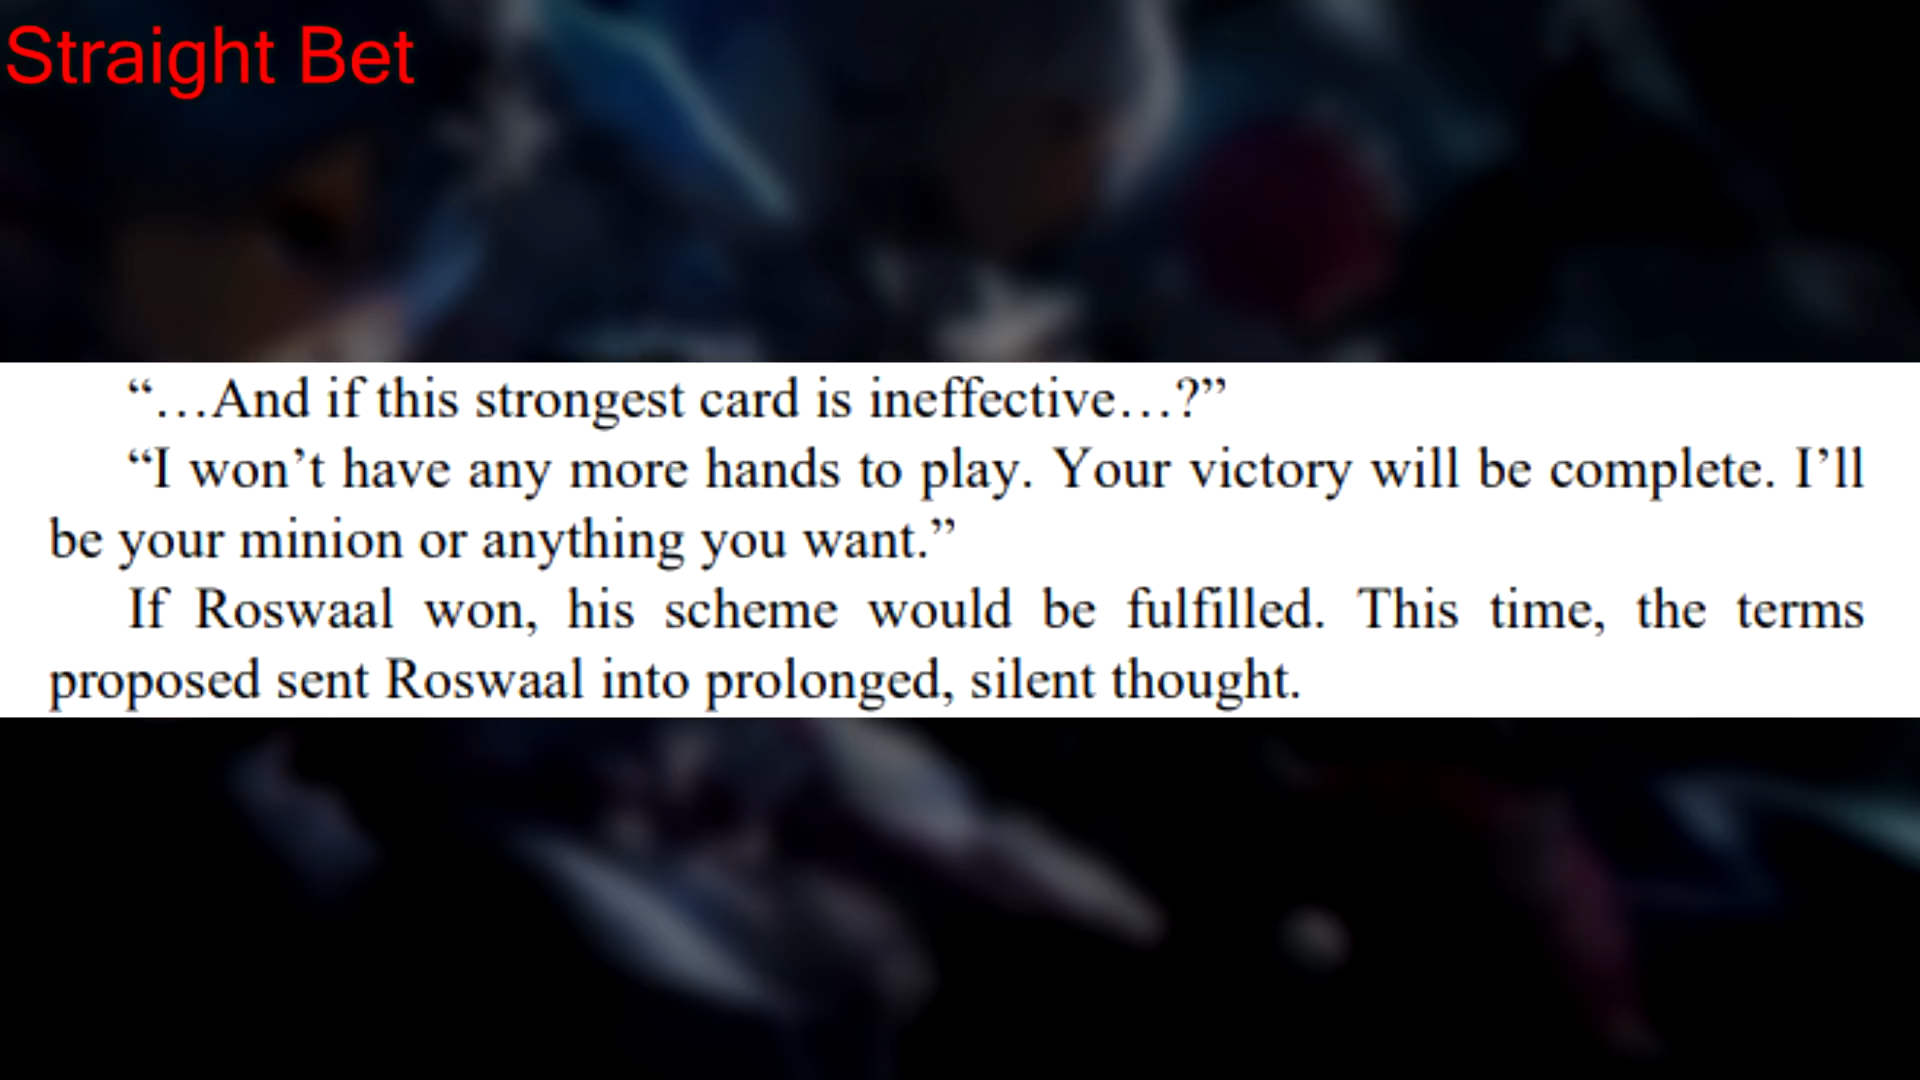 Straight Bet
“…And if this strongest card is ineffective…?”
“I won’t have any more hands to play. Your victory will be complete. I’ll
be your minion or anything you want.”
If Roswaal won, his scheme would be fulfilled. This time, the terms
proposed sent Roswaal into prolonged, silent thought.